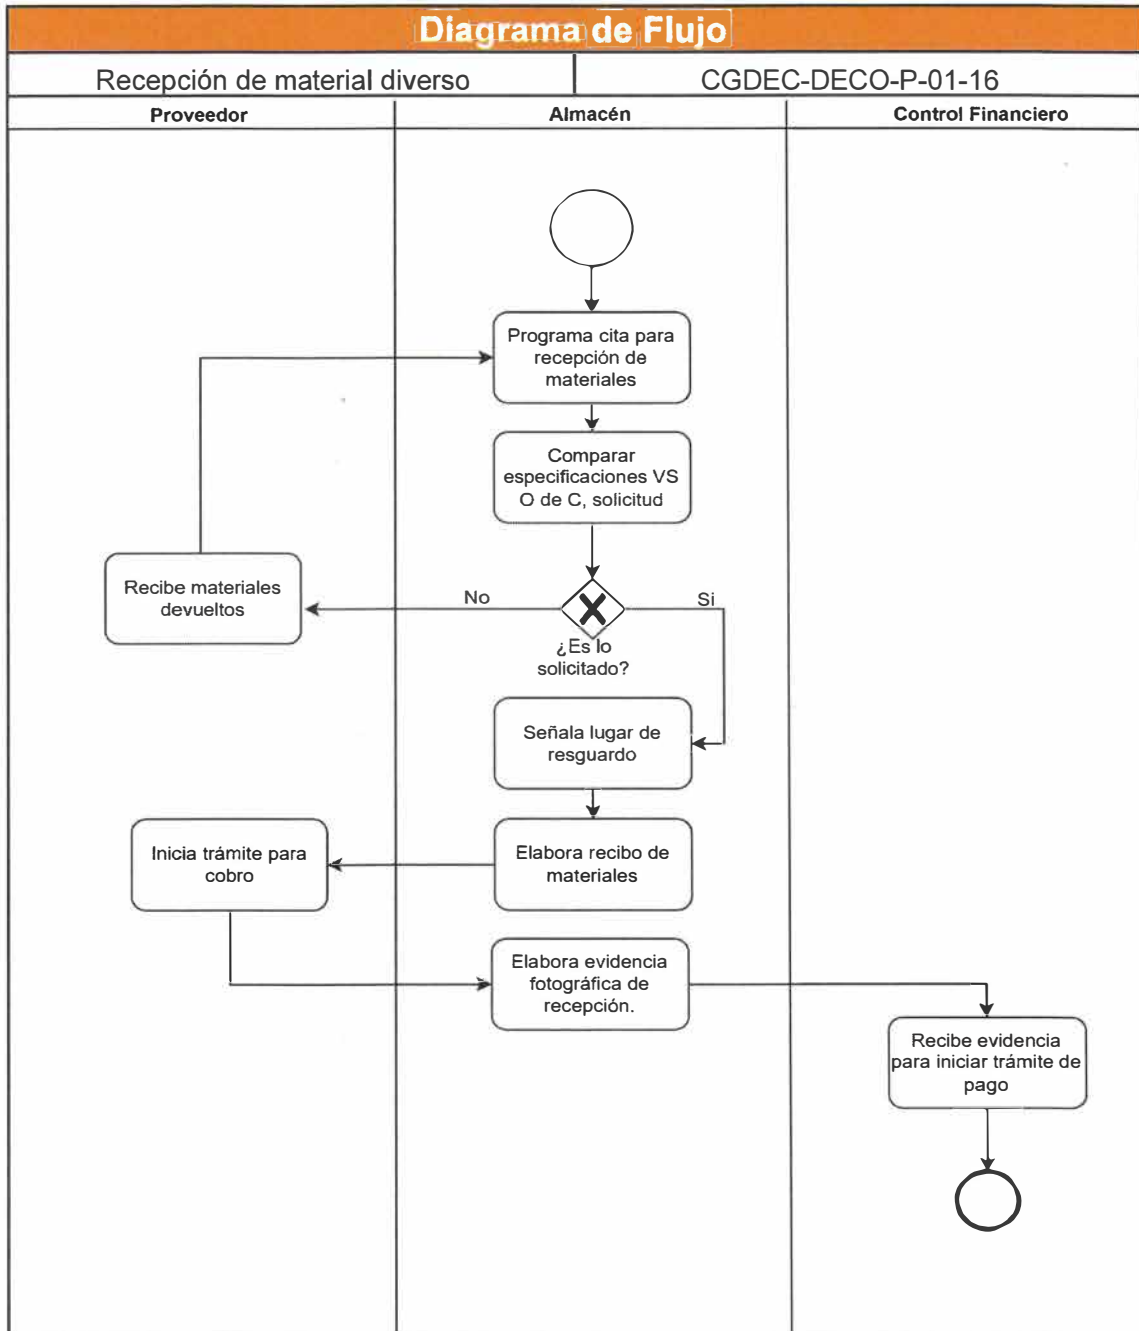 Diagrama de Flujo
Recepción de material diverso
CGDEC-DECO-P-01-16
Proveedor
Almacén
Control Financiero
Programa cita para
recepción de
materiales
Comparar
especificaciones VS
O de C, solicitud
Recibe materiales
devueltos
No
Si
¿Es lo
solicitado?
Señala lugar de
resguardo
Inicia trámite para
cobro
Elabora recibo de
materiales
Elabora evidencia
fotográfica de
recepción.
Recibe evidencia
para iniciar trámite de
pago